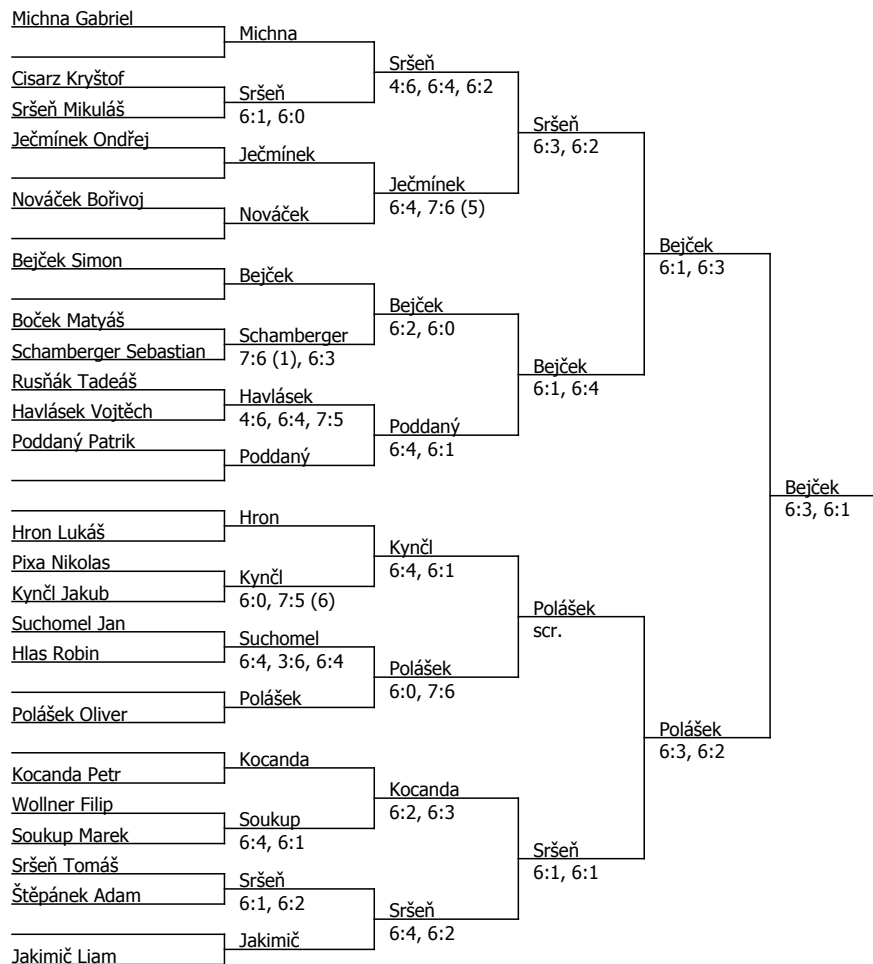 Michna Gabriel
Michna
Sršeň
4:6, 6:4, 6:2
Cisarz Kryštof
Sršeň
6:1, 6:0
Sršeň Mikuláš
Sršeň
6:3, 6:2
Ječmínek Ondřej
Ječmínek
Ječmínek
6:4, 7:6 (5)
Nováček Bořivoj
Nováček
Bejček
6:1, 6:3
Bejček Simon
Bejček
Bejček
6:2, 6:0
Boček Matyáš
Schamberger
7:6 (1), 6:3
Schamberger Sebastian
Bejček
6:1, 6:4
Rusňák Tadeáš
Havlásek
4:6, 6:4, 7:5
Havlásek Vojtěch
Poddaný
6:4, 6:1
Poddaný Patrik
Poddaný
Bejček
6:3, 6:1
Hron
Hron Lukáš
Kynčl
6:4, 6:1
Pixa Nikolas
Kynčl
6:0, 7:5 (6)
Kynčl Jakub
Polášek
scr.
Suchomel Jan
Suchomel
6:4, 3:6, 6:4
Hlas Robin
Polášek
6:0, 7:6
Polášek
Polášek Oliver
Polášek
6:3, 6:2
Kocanda
Kocanda Petr
Kocanda
6:2, 6:3
Wollner Filip
Soukup
6:4, 6:1
Soukup Marek
Sršeň
6:1, 6:1
Sršeň Tomáš
Sršeň
6:1, 6:2
Štěpánek Adam
Sršeň
6:4, 6:2
Jakimič
Jakimič Liam